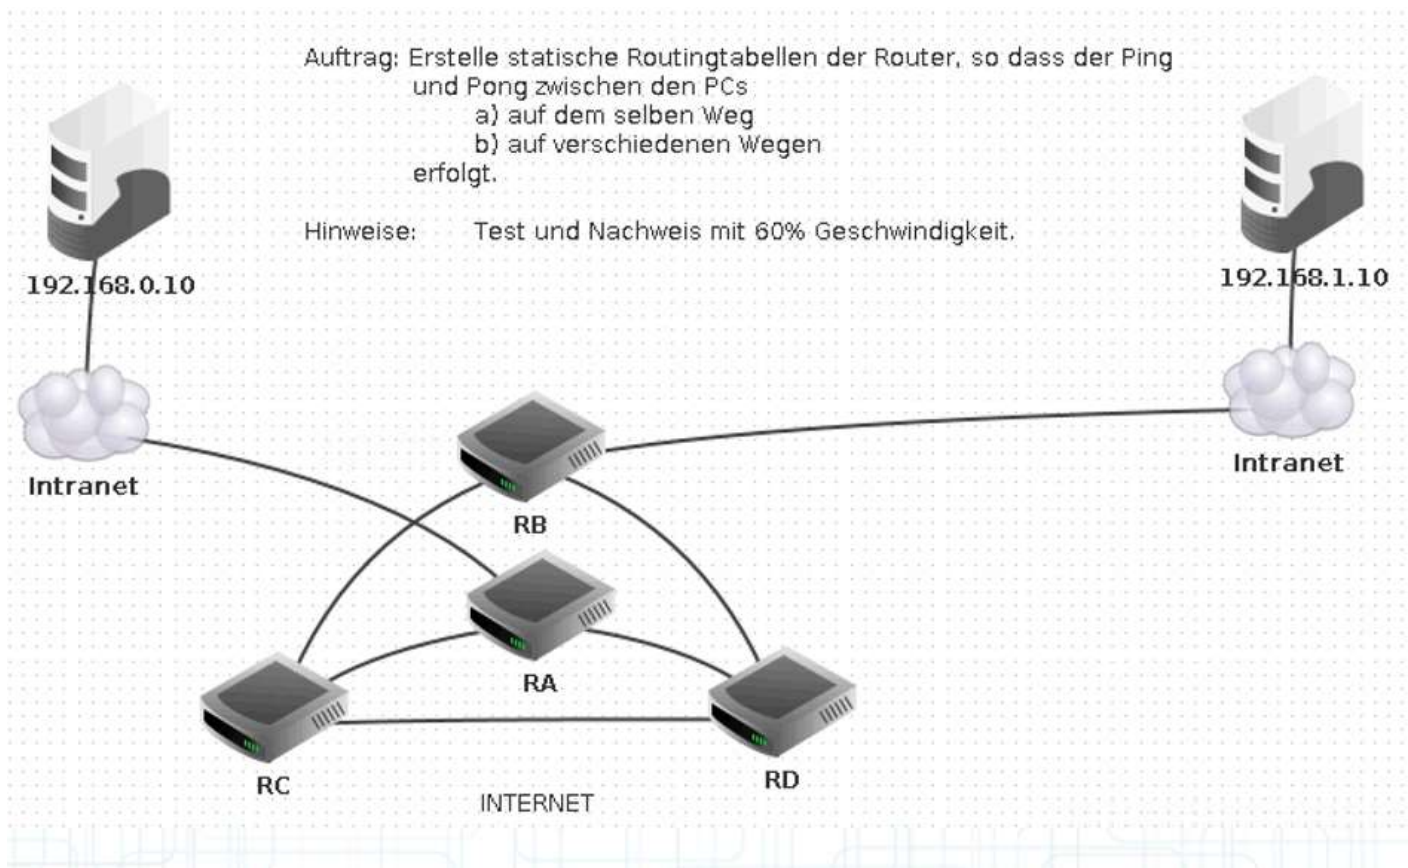 Auftrag: Erstelle statische Routingtabellen der Router, so dass der Ping
und Pong zwischen den PCs
a) auf dem selben Weg
b) auf verschiedenen Wegen
erfolgt.
Hinweise: Test und Nachweis mit 60% Geschwindigkeit.
192.168.0.10
192.168.1.10
Intranet
Intranet
RB
RA
RC
RD
INTERNET